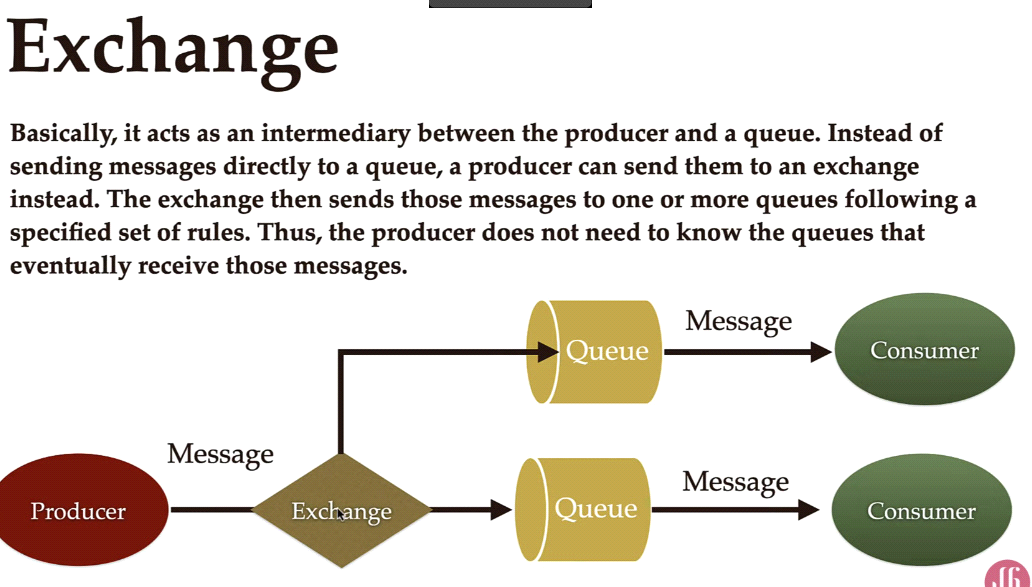 Exchange
Basically, it acts as an intermediary between the producer and a queue. Instead of
sending messages directly to a queue, a producer can send them to an exchange
instead. The exchange then sends those messages to one or more queues following a
specified set of rules. Thus, the producer does not need to know the queues that
eventually receive those messages.
Message
Queue
Consumer
Message
Producer
Exchange
Queue
Message
Consumer